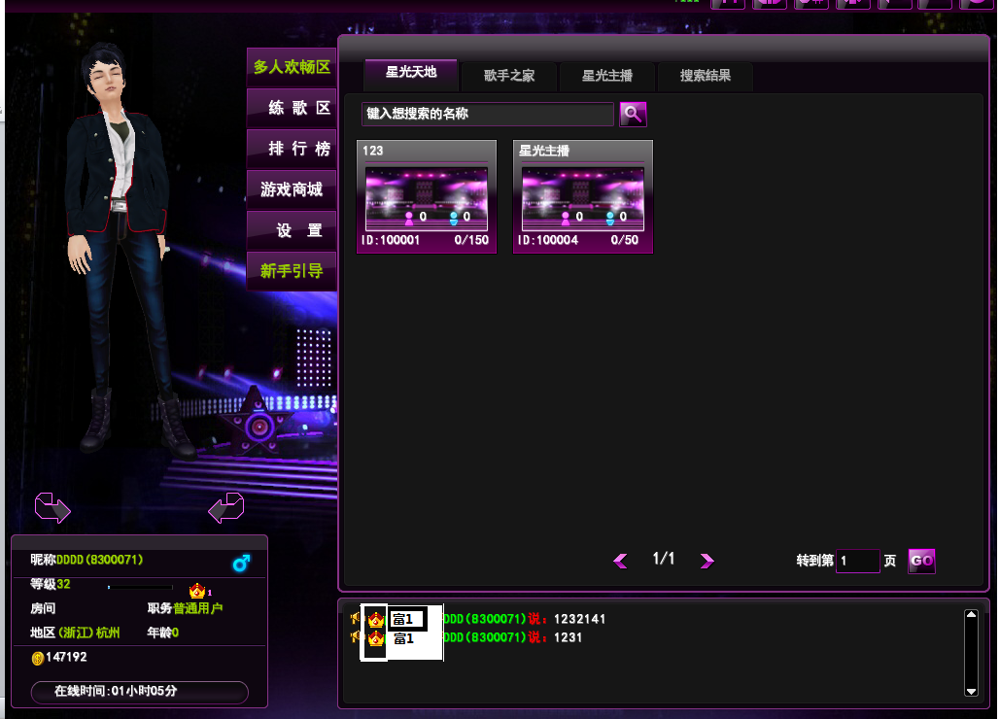 多人欢畅区
练 歌 区
排 行 榜
游戏商城
设 置
新手引导
星光天地 歌手之家 星光主播 搜索结果
键入想搜索的名称
123
0 0
ID:100001 0/150
星光主播
0 0
ID:100004 0/50
1/1
转到第 1 页 GO
昵称DDDD(8300071)
等级32 1
房间 职务普通用户
地区(浙江)杭州 年龄0
147192
在线时间:01小时05分
富1 DDD(8300071)说: 1232141
富1 DDD(8300071)说: 1231